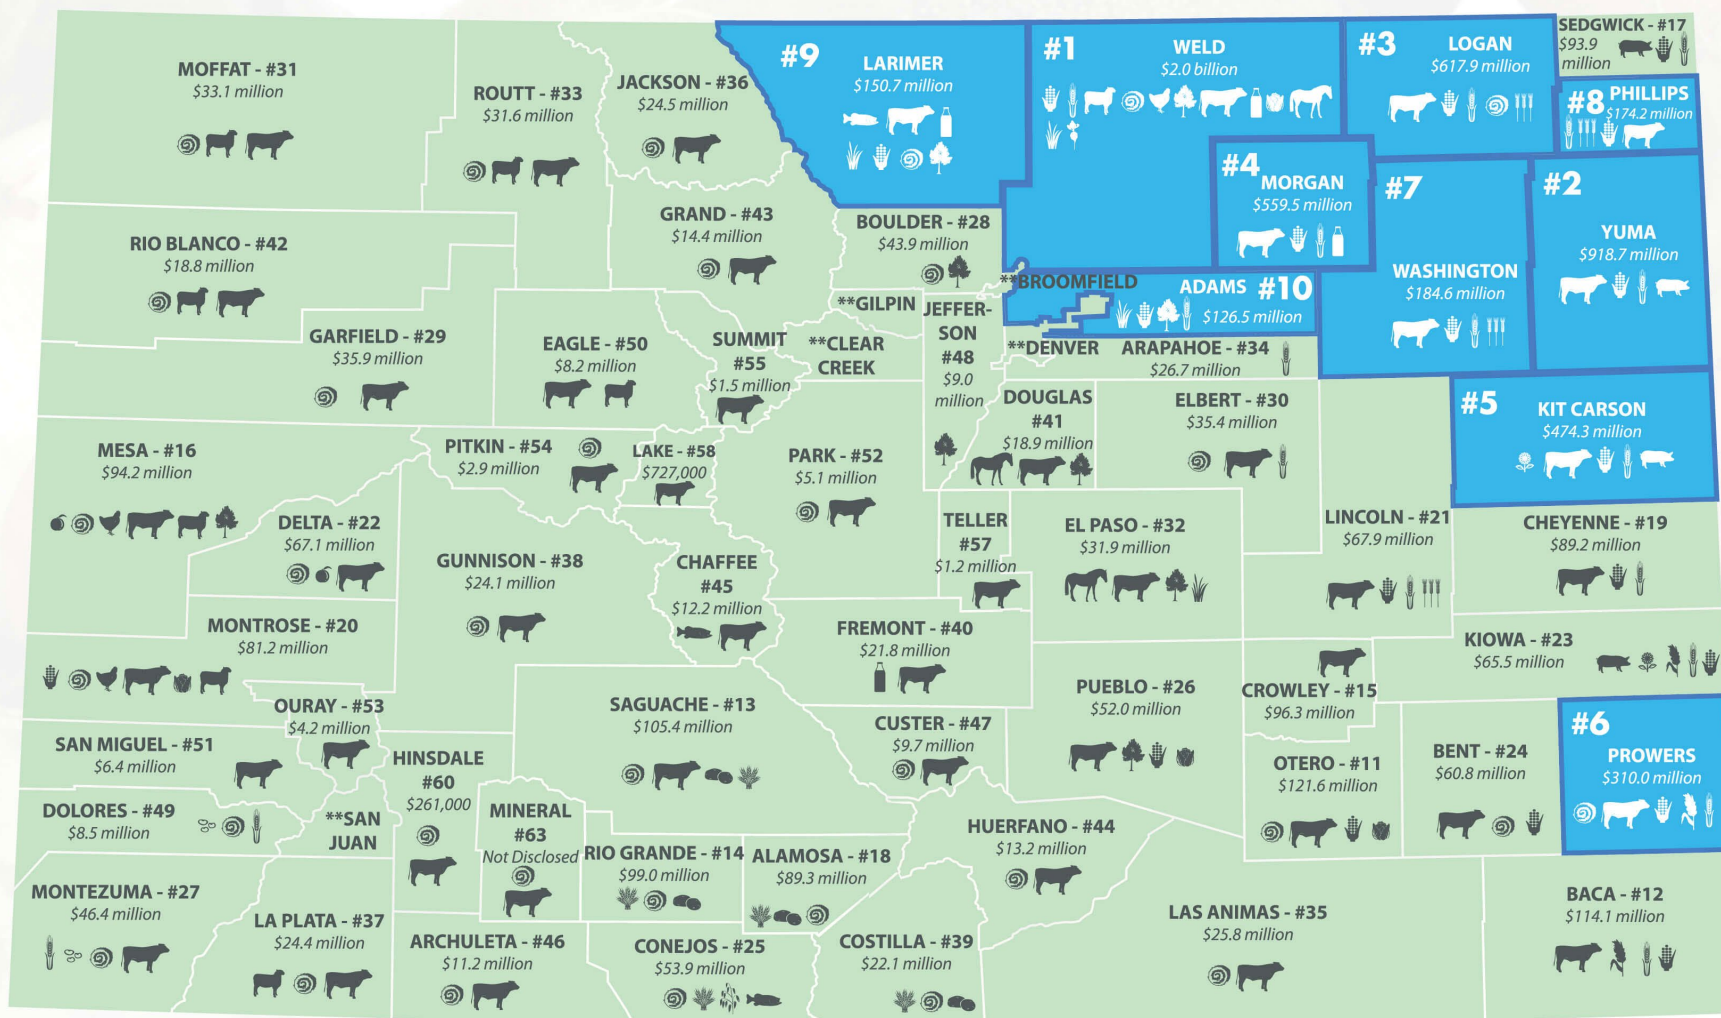 MOFFAT - #31
$33.1 million
ROUTT - #33
$31.6 million
JACKSON - #36
$24.5 million
#9
LARIMER
$150.7 million
#1
WELD
$2.0 billion
#3
LOGAN
$617.9 million
SEDGWICK - #17
$93.9
million
#8 PHILLIPS
$174.2 million
#4
MORGAN
$559.5 million
#7
WASHINGTON
$184.6 million
#2
YUMA
$918.7 million
RIO BLANCO - #42
$18.8 million
GRAND - #43
$14.4 million
BOULDER - #28
$43.9 million
**BROOMFIELD
ADAMS #10
$126.5 million
GARFIELD - #29
$35.9 million
EAGLE - #50
$8.2 million
SUMMIT
#55
$1.5 million
**GILPIN
**CLEAR
CREEK
JEFFER-
SON
#48
$9.0
million
**DENVER
ARAPAHOE - #34
$26.7 million
DOUGLAS
#41
$18.9 million
ELBERT - #30
$35.4 million
#5
KIT CARSON
$474.3 million
MESA - #16
$94.2 million
PITKIN - #54
$2.9 million
LAKE - #58
$727,000
PARK - #52
$5.1 million
DELTA - #22
$67.1 million
GUNNISON - #38
$24.1 million
CHAFFEE
#45
$12.2 million
TELLER
#57
$1.2 million
EL PASO - #32
$31.9 million
LINCOLN - #21
$67.9 million
CHEYENNE - #19
$89.2 million
MONTROSE - #20
$81.2 million
FREMONT - #40
$21.8 million
KIOWA - #23
$65.5 million
OURAY - #53
$4.2 million
SAGUACHE - #13
$105.4 million
CUSTER - #47
$9.7 million
PUEBLO - #26
$52.0 million
CROWLEY - #15
$96.3 million
#6
PROWERS
$310.0 million
SAN MIGUEL - #51
$6.4 million
HINSDALE
#60
$261,000
OTERO - #11
$121.6 million
BENT - #24
$60.8 million
DOLORES - #49
$8.5 million
**SAN
JUAN
MINERAL
#63
Not Disclosed
RIO GRANDE - #14
$99.0 million
ALAMOSA - #18
$89.3 million
HUERFANO - #44
$13.2 million
MONTEZUMA - #27
$46.4 million
LA PLATA - #37
$24.4 million
ARCHULETA - #46
$11.2 million
CONEJOS - #25
$53.9 million
COSTILLA - #39
$22.1 million
LAS ANIMAS - #35
$25.8 million
BACA - #12
$114.1 million